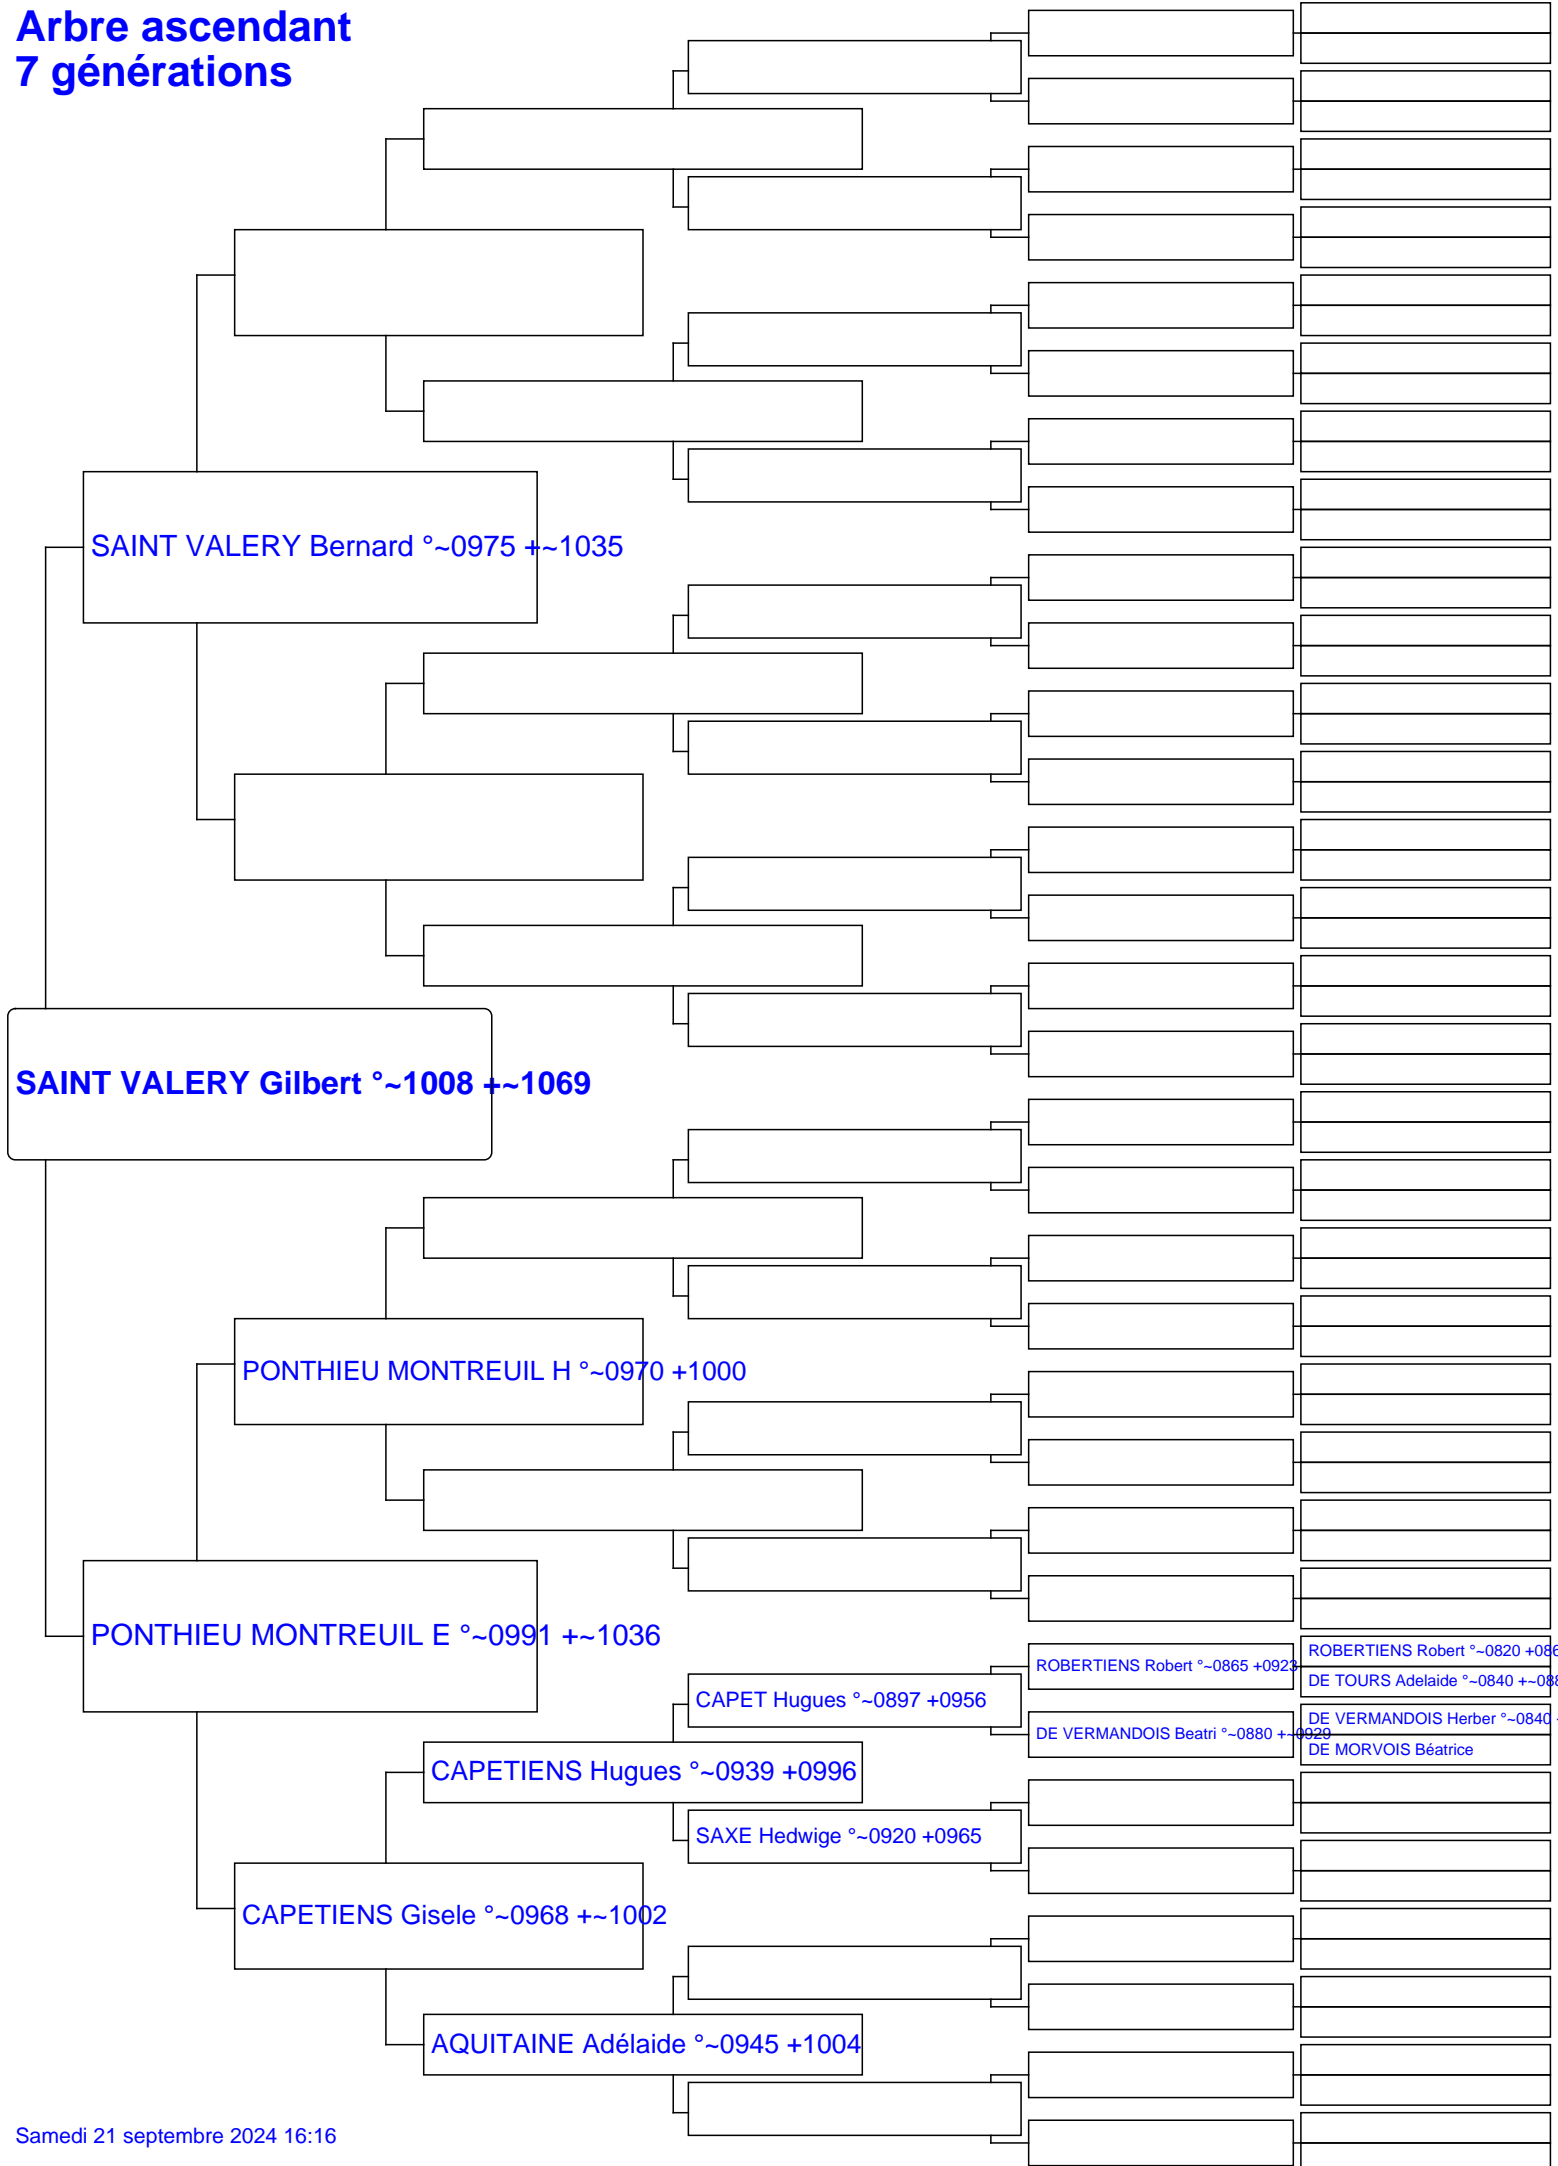 Arbre ascendant
7 générations
SAINT VALERY Bernard °~0975 +~1035
SAINT VALERY Gilbert °~1008 +~1069
PONTHIEU MONTREUIL H °~0970 +1000
PONTHIEU MONTREUIL E °~0991 +~1036
ROBERTIENS Robert °~0820 +086
ROBERTIENS Robert °~0865 +0923
DE TOURS Adelaide °~0840 +~088
CAPET Hugues °~0897 +0956
DE VERMANDOIS Herber °~0840
DE VERMANDOIS Beatri °~0880 +~0929
DE MORVOIS Béatrice
CAPETIENS Hugues °~0939 +0996
SAXE Hedwige °~0920 +0965
CAPETIENS Gisele °~0968 +~1002
AQUITAINE Adélaide °~0945 +1004
Samedi 21 septembre 2024 16:16